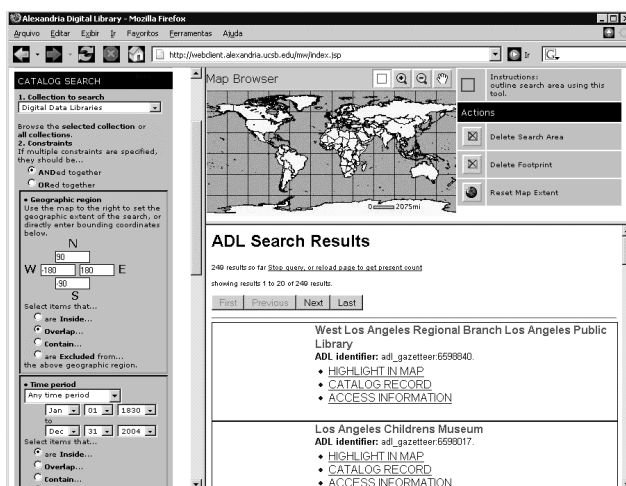 Alexandria Digital Library - Mozilla Firefox
Arquivo Editar Exibir Ir Favoritos Ferramentas Ajuda
http://webclient.alexandria.ucsb.edu/mw/index.jsp
Ir
CATALOG SEARCH
1. Collection to search
Digital Data Libraries
Browse the selected collection or
all collections.
2. Constraints
If multiple constraints are specified,
they should be...
ANDed together
ORed together
• Geographic region
Use the map to the right to set the
geographic extent of the search, or
directly enter bounding coordinates
below.
N
90
W -180 180 E
-90
S
Select items that...
are Inside...
Overlap...
Contain...
are Excluded from...
the above geographic region.
• Time period
Any time period
Jan 01 1830
to
Dec 31 2004
Select items that...
are Inside...
Overlap...
Contain...
Map Browser
0 2075mi
Instructions:
outline search area using this
tool.
Actions
Delete Search Area
Delete Footprint
Reset Map Extent
ADL Search Results
249 results so far Stop query, or reload page to get present count
showing results 1 to 20 of 249 results.
First Previous Next Last
West Los Angeles Regional Branch Los Angeles Public
Library
ADL identifier: adl_gazetteer:6598840.
• HIGHLIGHT IN MAP
• CATALOG RECORD
• ACCESS INFORMATION
Los Angeles Childrens Museum
ADL identifier: adl_gazetteer:6598017.
• HIGHLIGHT IN MAP
• CATALOG RECORD
• ACCESS INFORMATION